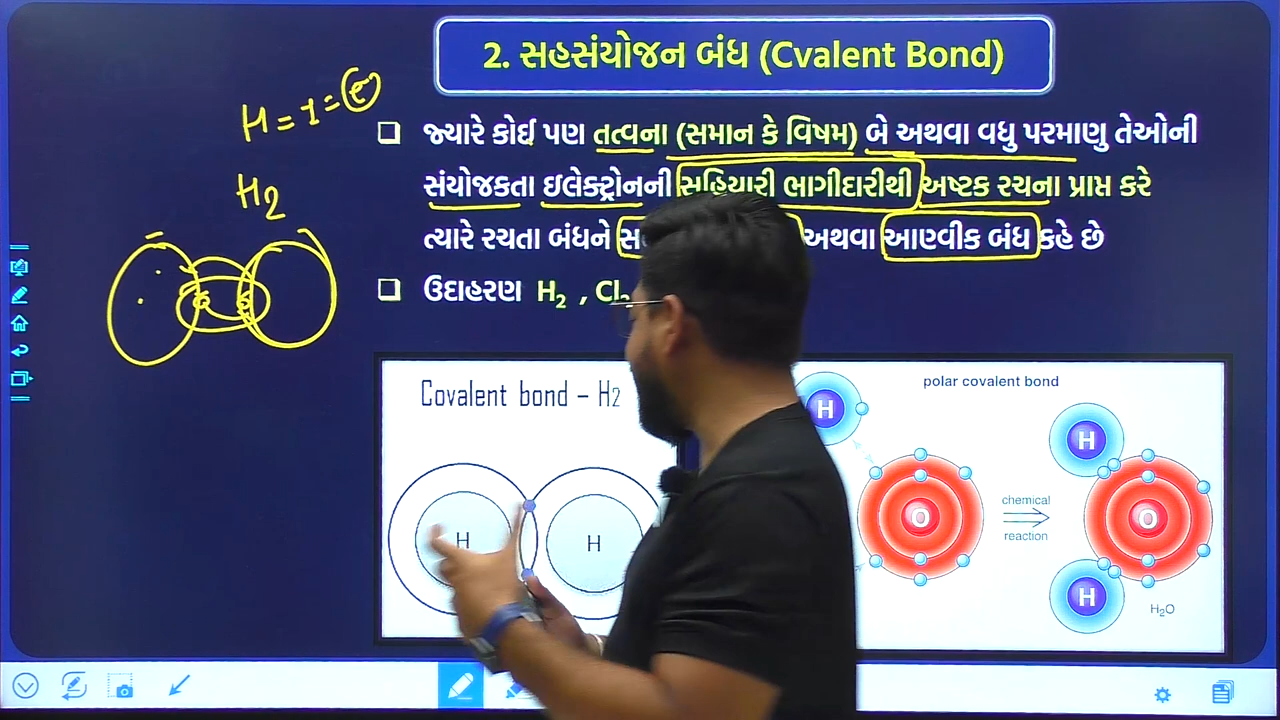 2. સહસંયોજન બંધ (Cvalent Bond)
H = 1 = e
જ્યારે કોઈ પણ તત્વના (સમાન કે વિષમ) બે અથવા વધુ પરમાણુ તેઓની
સંયોજકતા ઇલેક્ટ્રોનની સહિયારી ભાગીદારીથી અષ્ટક રચના પ્રાપ્ત કરે
H2
ત્યારે રચતા બંધને અથવા આણ્વીક બંધ કહે છે
ઉદાહરણ H₂ , Cl₂
Covalent bond – H2
polar covalent bond
H
H
O
chemical
reaction
O
H
H
H
H₂O